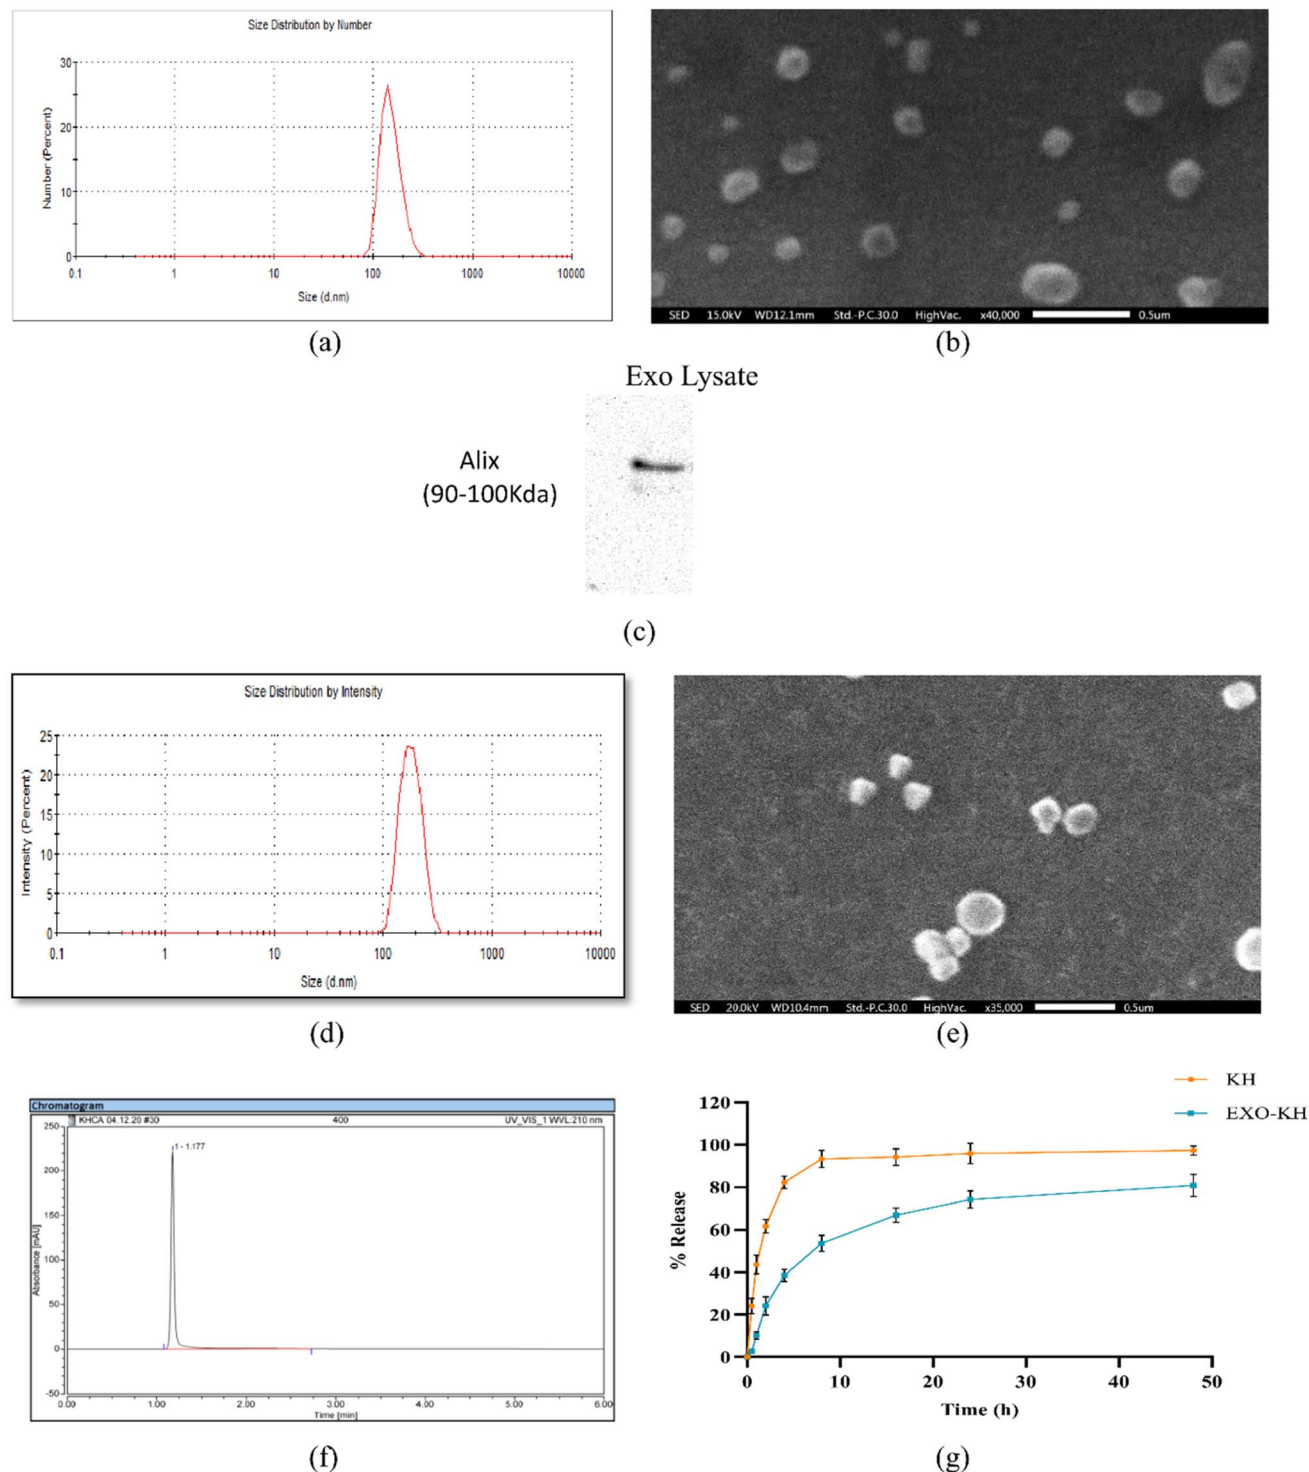 Size Distribution by Number
30
20
10
0
Number (Percent)
0.1 1 10 100 1000 10000
Size (d.nm)
SED 15.0kV WD12.1mm Std.-P.C.30.0 HighVac. x40,000 0.5um
(a)
(b)
Exo Lysate
Alix
(90-100Kda)
(c)
Size Distribution by Intensity
25
20
15
10
5
0
Intensity (Percent)
0.1 1 10 100 1000 10000
Size (d.nm)
SED 20.0kV WD10.4mm Std.-P.C.30.0 HighVac. x35,000 0.5um
(d)
(e)
Chromatogram
KHCA 04.12.20 #30 400 UV_VIS_1 WVL:210 nm
250
200
150
100
50
0
-50
Absorbance [mAU]
1 - 1.177
0.00 1.00 2.00 3.00 4.00 5.00 6.00
Time [min]
KH
EXO-KH
120
100
80
60
40
20
0
% Release
0 10 20 30 40 50
Time (h)
(f)
(g)